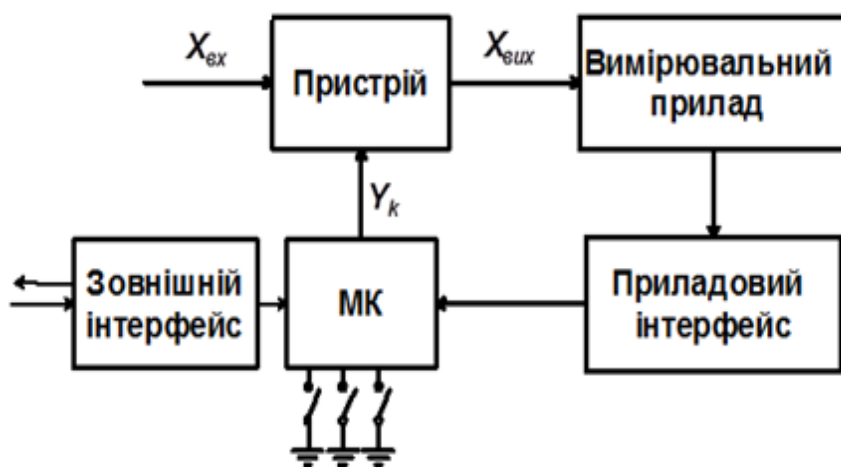 Xвх
Пристрій
Xвих
Вимірювальний
прилад
Yk
Зовнішній
інтерфейс
МК
Приладовий
інтерфейс